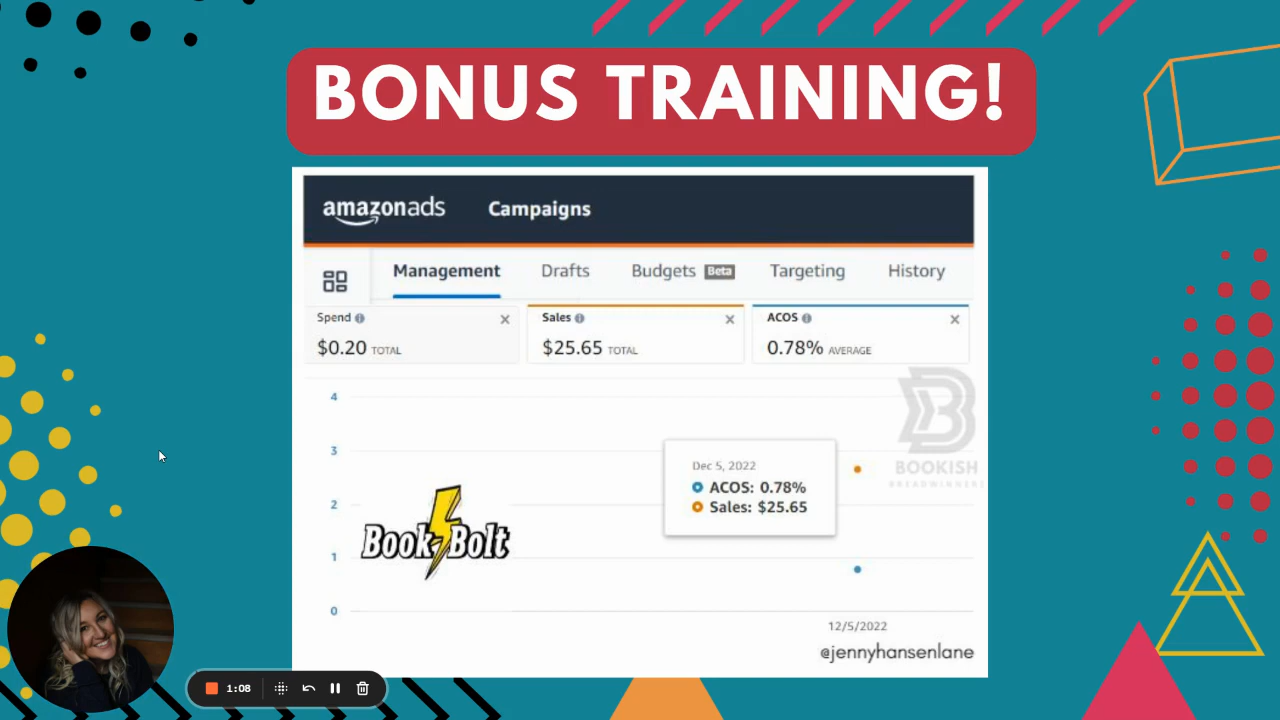 BONUS TRAINING!
amazonads Campaigns
Management Drafts Budgets Beta Targeting History
Spend Sales ACOS
$0.20 TOTAL $25.65 TOTAL 0.78% AVERAGE
4
3
2
1
0
BOOKISH
BREADWINNERS
Dec 5, 2022
ACOS: 0.78%
Sales: $25.65
Book Bolt
12/5/2022
@jennyhansenlane
1:08